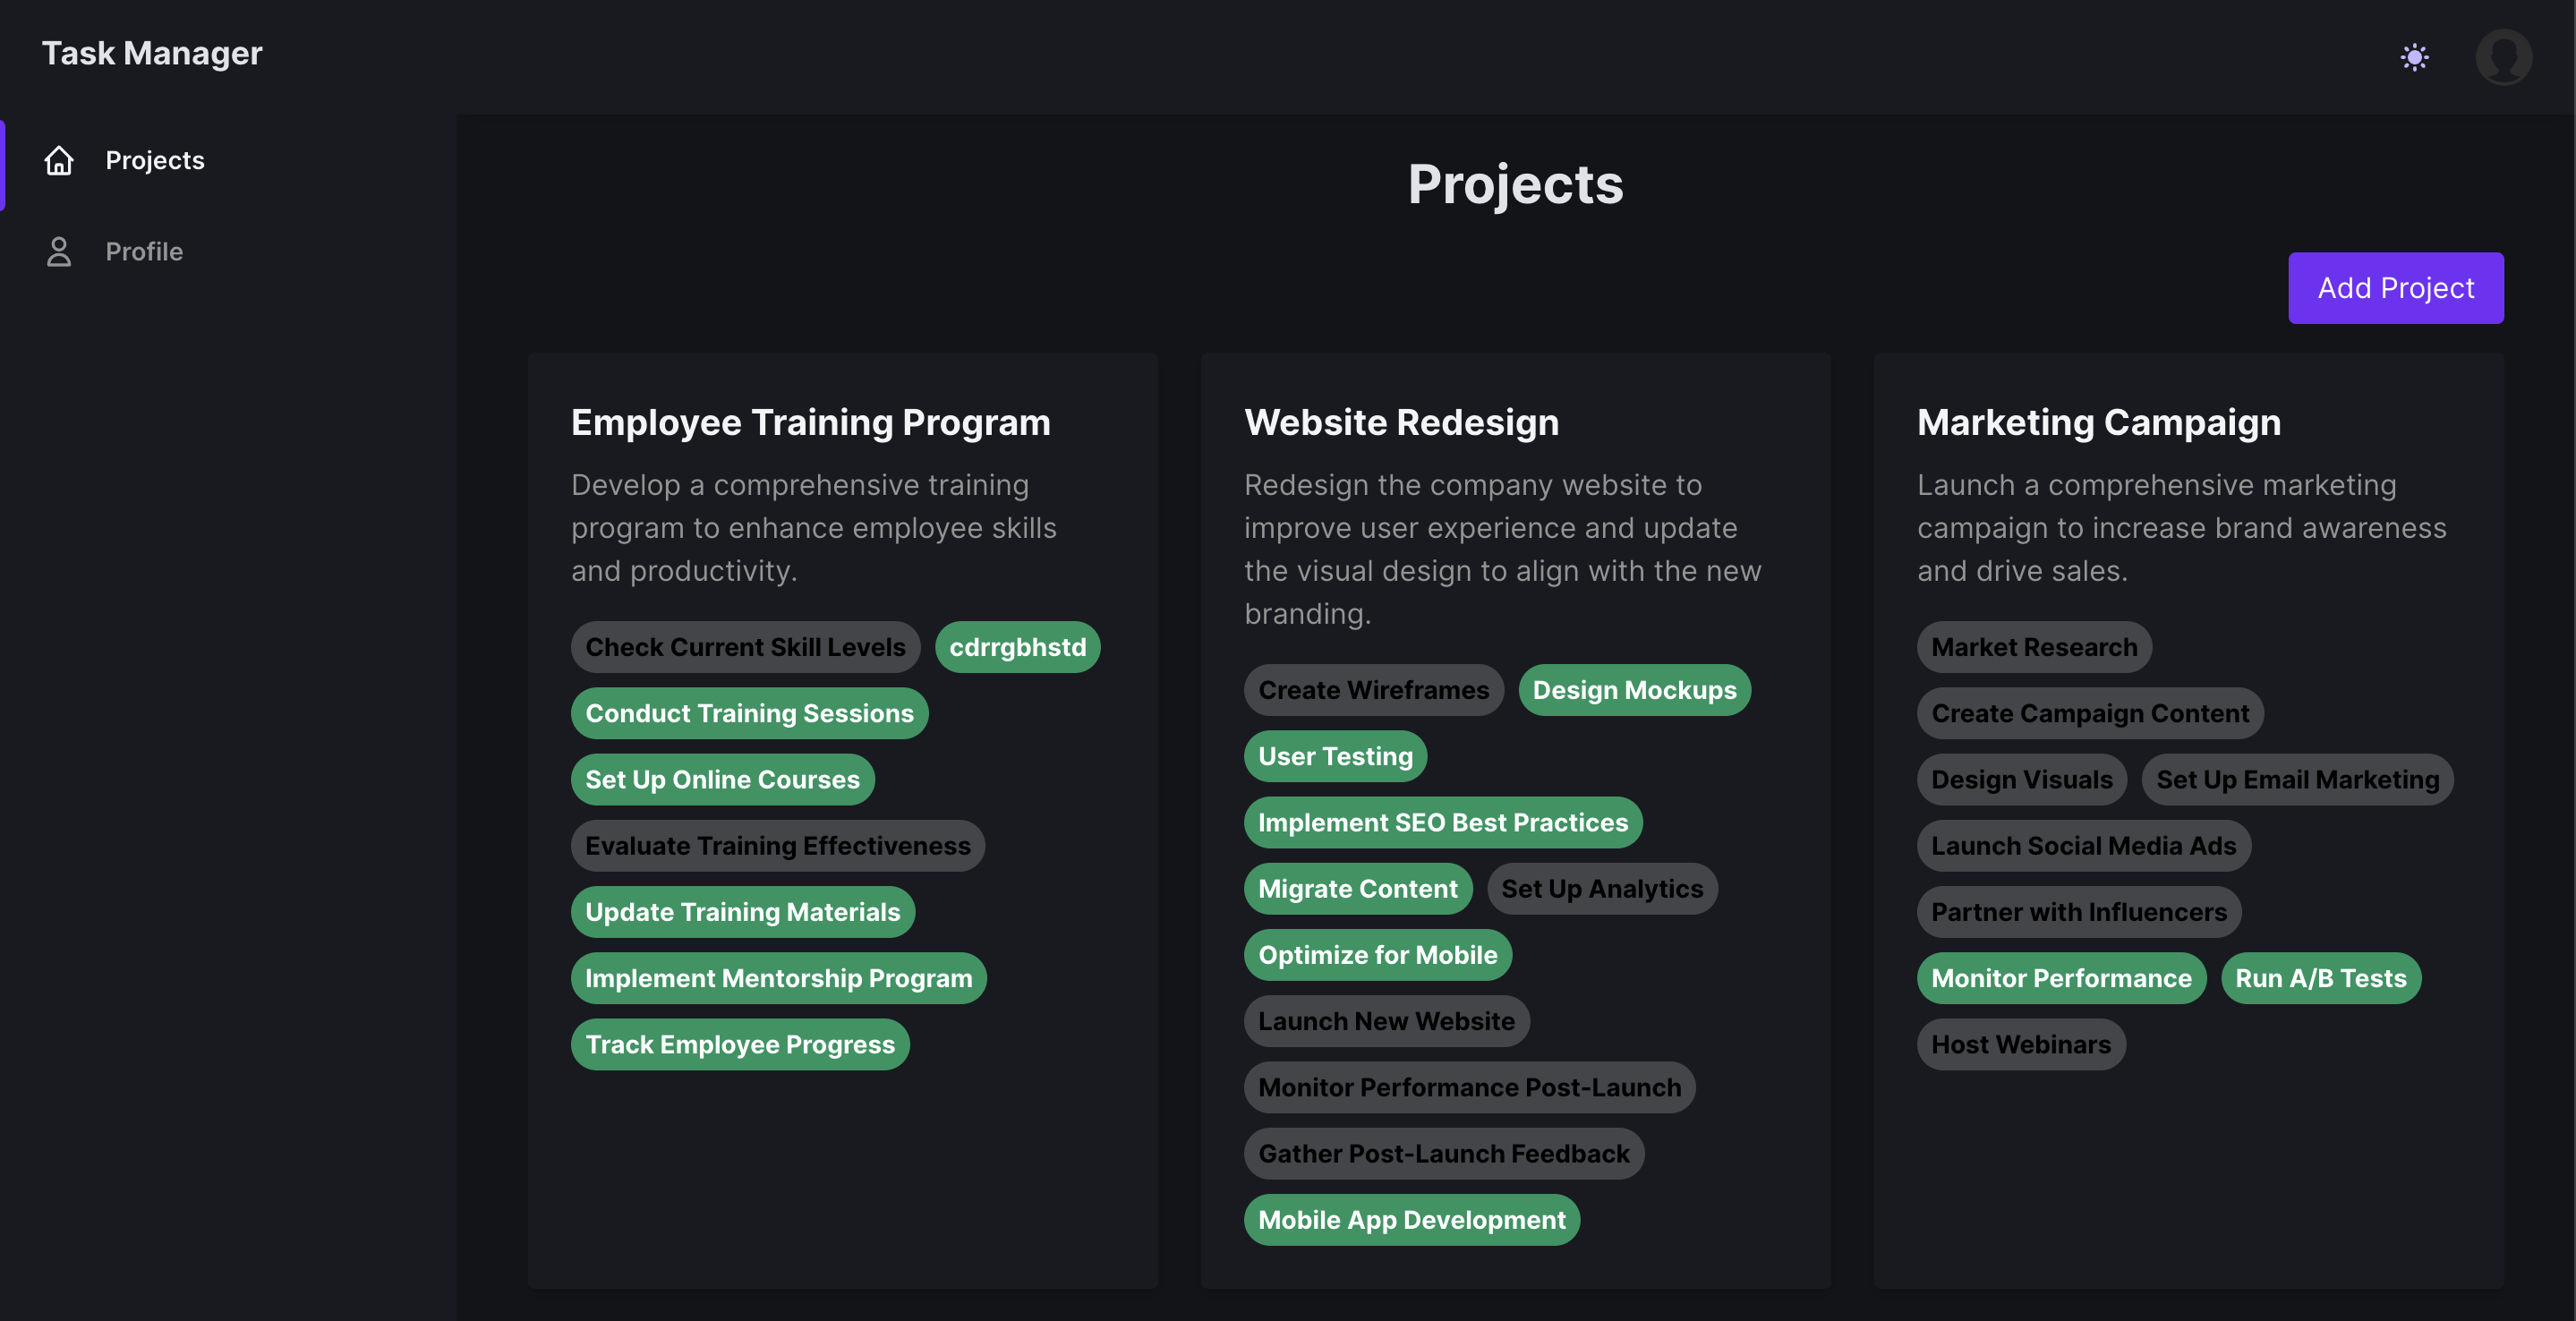 Task Manager
Projects
Profile
Projects
Add Project
Employee Training Program
Develop a comprehensive training
program to enhance employee skills
and productivity.
Check Current Skill Levels
cdrrgbhstd
Conduct Training Sessions
Set Up Online Courses
Evaluate Training Effectiveness
Update Training Materials
Implement Mentorship Program
Track Employee Progress
Website Redesign
Redesign the company website to
improve user experience and update
the visual design to align with the new
branding.
Create Wireframes
Design Mockups
User Testing
Implement SEO Best Practices
Migrate Content
Set Up Analytics
Optimize for Mobile
Launch New Website
Monitor Performance Post-Launch
Gather Post-Launch Feedback
Mobile App Development
Marketing Campaign
Launch a comprehensive marketing
campaign to increase brand awareness
and drive sales.
Market Research
Create Campaign Content
Design Visuals
Set Up Email Marketing
Launch Social Media Ads
Partner with Influencers
Monitor Performance
Run A/B Tests
Host Webinars